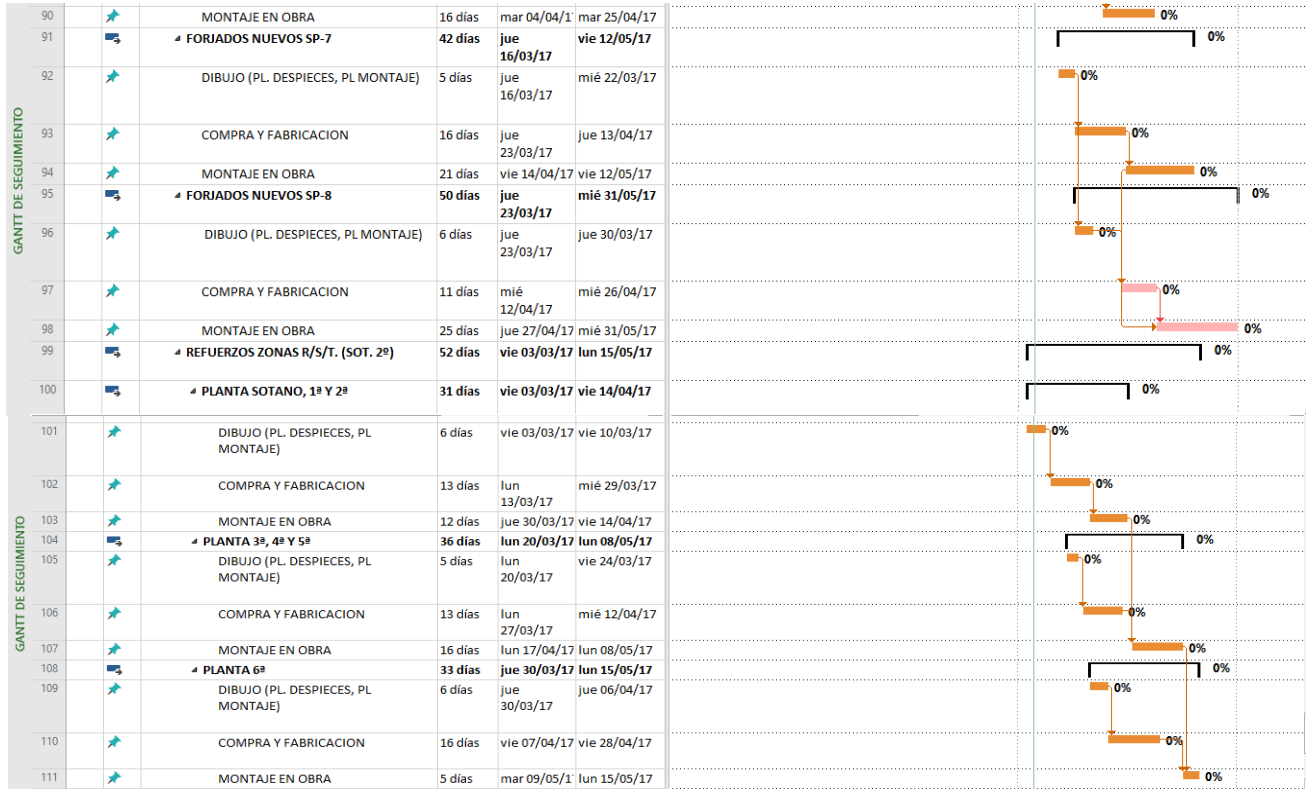 90 MONTAJE EN OBRA 16 días mar 04/04/1 mar 25/04/17 0%
91 FORJADOS NUEVOS SP-7 42 días jue 16/03/17 vie 12/05/17 0%
92 DIBUJO (PL. DESPIECES, PL MONTAJE) 5 días jue 16/03/17 mié 22/03/17 0%
GANTT DE SEGUIMIENTO
93 COMPRA Y FABRICACION 16 días jue 23/03/17 jue 13/04/17 0%
94 MONTAJE EN OBRA 21 días vie 14/04/17 vie 12/05/17 0%
95 FORJADOS NUEVOS SP-8 50 días jue 23/03/17 mié 31/05/17 0%
96 DIBUJO (PL. DESPIECES, PL MONTAJE) 6 días jue 23/03/17 jue 30/03/17 0%
97 COMPRA Y FABRICACION 11 días mié 12/04/17 mié 26/04/17 0%
98 MONTAJE EN OBRA 25 días jue 27/04/17 mié 31/05/17 0%
99 REFUERZOS ZONAS R/S/T. (SOT. 2º) 52 días vie 03/03/17 lun 15/05/17 0%
100 PLANTA SOTANO, 1ª Y 2ª 31 días vie 03/03/17 vie 14/04/17 0%
101 DIBUJO (PL. DESPIECES, PL MONTAJE) 6 días vie 03/03/17 vie 10/03/17 0%
102 COMPRA Y FABRICACION 13 días lun 13/03/17 mié 29/03/17 0%
103 MONTAJE EN OBRA 12 días jue 30/03/17 vie 14/04/17 0%
104 PLANTA 3ª, 4ª Y 5ª 36 días lun 20/03/17 lun 08/05/17 0%
GANTT DE SEGUIMIENTO
105 DIBUJO (PL. DESPIECES, PL MONTAJE) 5 días lun 20/03/17 vie 24/03/17 0%
106 COMPRA Y FABRICACION 13 días lun 27/03/17 mié 12/04/17 0%
107 MONTAJE EN OBRA 16 días lun 17/04/17 lun 08/05/17 0%
108 PLANTA 6ª 33 días jue 30/03/17 lun 15/05/17 0%
109 DIBUJO (PL. DESPIECES, PL MONTAJE) 6 días jue 30/03/17 jue 06/04/17 0%
110 COMPRA Y FABRICACION 16 días vie 07/04/17 vie 28/04/17 0%
111 MONTAJE EN OBRA 5 días mar 09/05/1 lun 15/05/17 0%